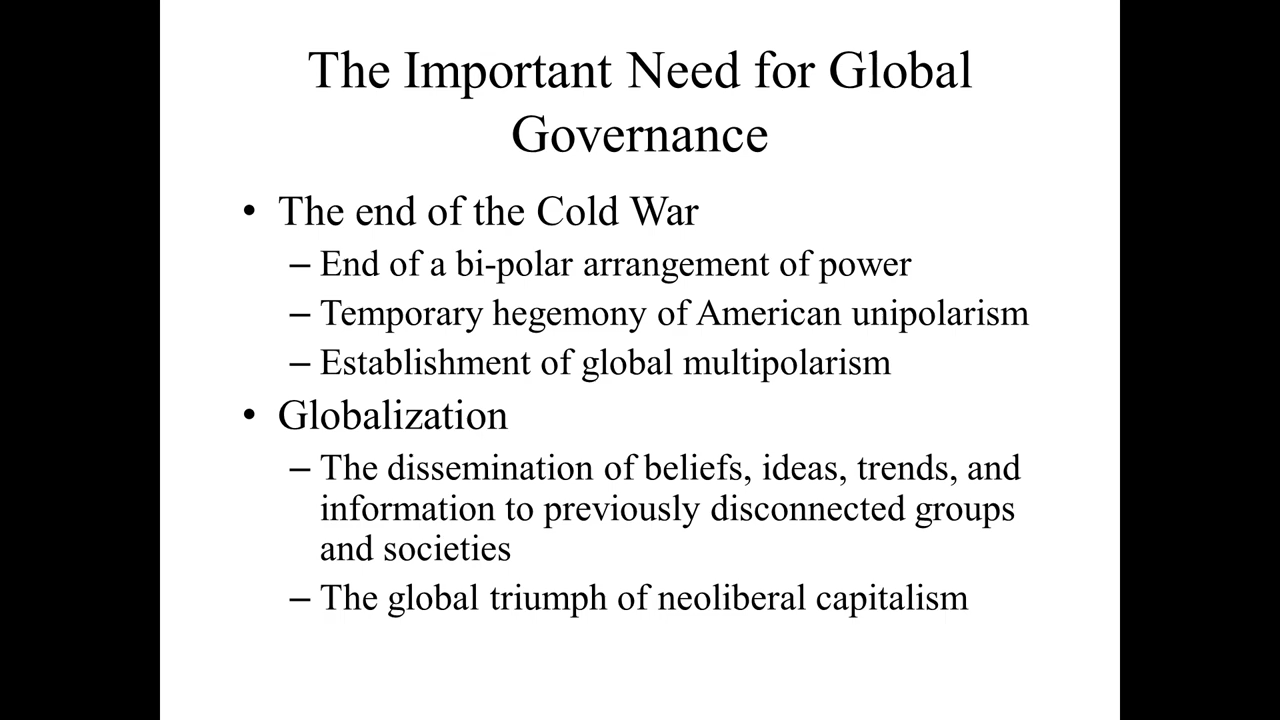 The Important Need for Global
Governance
• The end of the Cold War
– End of a bi-polar arrangement of power
– Temporary hegemony of American unipolarism
– Establishment of global multipolarism
• Globalization
– The dissemination of beliefs, ideas, trends, and
information to previously disconnected groups
and societies
– The global triumph of neoliberal capitalism